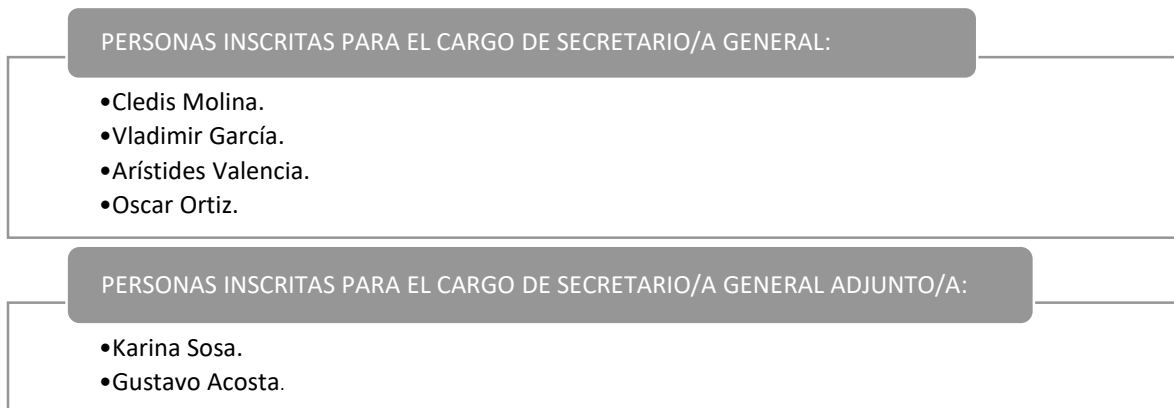 PERSONAS INSCRITAS PARA EL CARGO DE SECRETARIO/A GENERAL:
•Cledis Molina.
•Vladimir García.
•Arístides Valencia.
•Oscar Ortiz.
PERSONAS INSCRITAS PARA EL CARGO DE SECRETARIO/A GENERAL ADJUNTO/A:
•Karina Sosa.
•Gustavo Acosta.